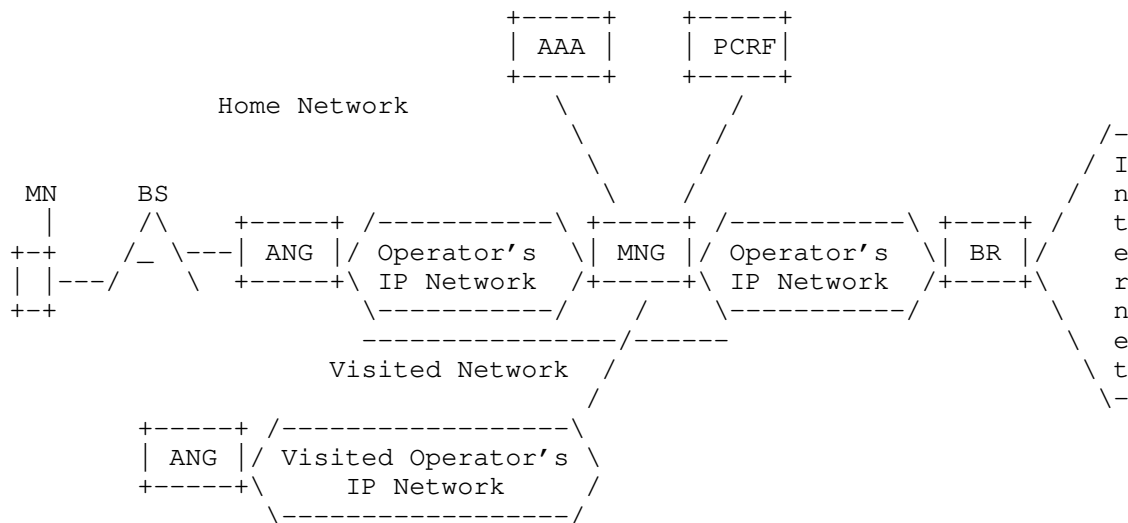 AAA PCRF
Home Network
MN BS
ANG Operator's MNG Operator's BR
IP Network IP Network
Visited Network
ANG Visited Operator's
IP Network
Internet